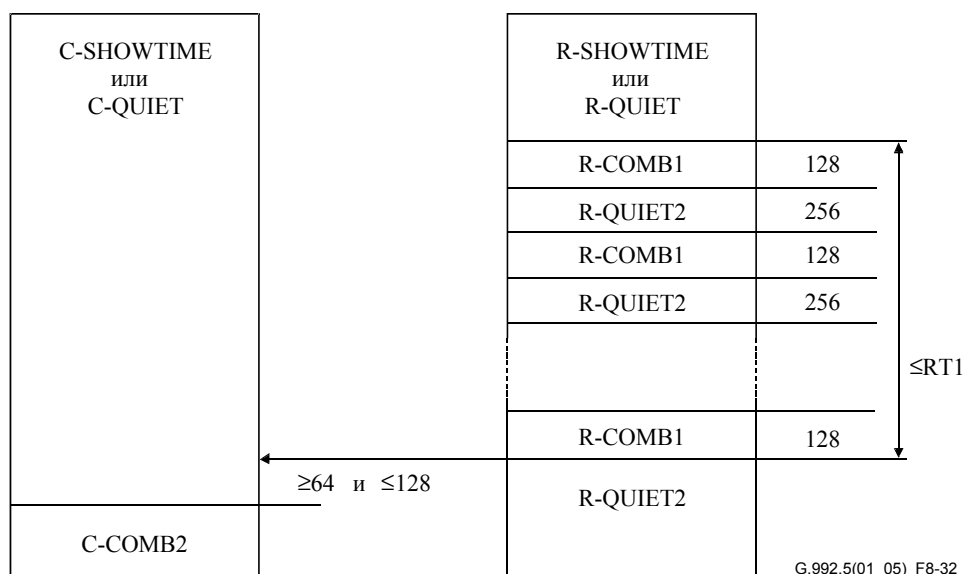 C-SHOWTIME
или
C-QUIET
R-SHOWTIME
или
R-QUIET
R-COMB1 128
R-QUIET2 256
R-COMB1 128
R-QUIET2 256
≤RT1
R-COMB1 128
≥64 и ≤128
R-QUIET2
C-COMB2
G.992.5(01_05)_F8-32